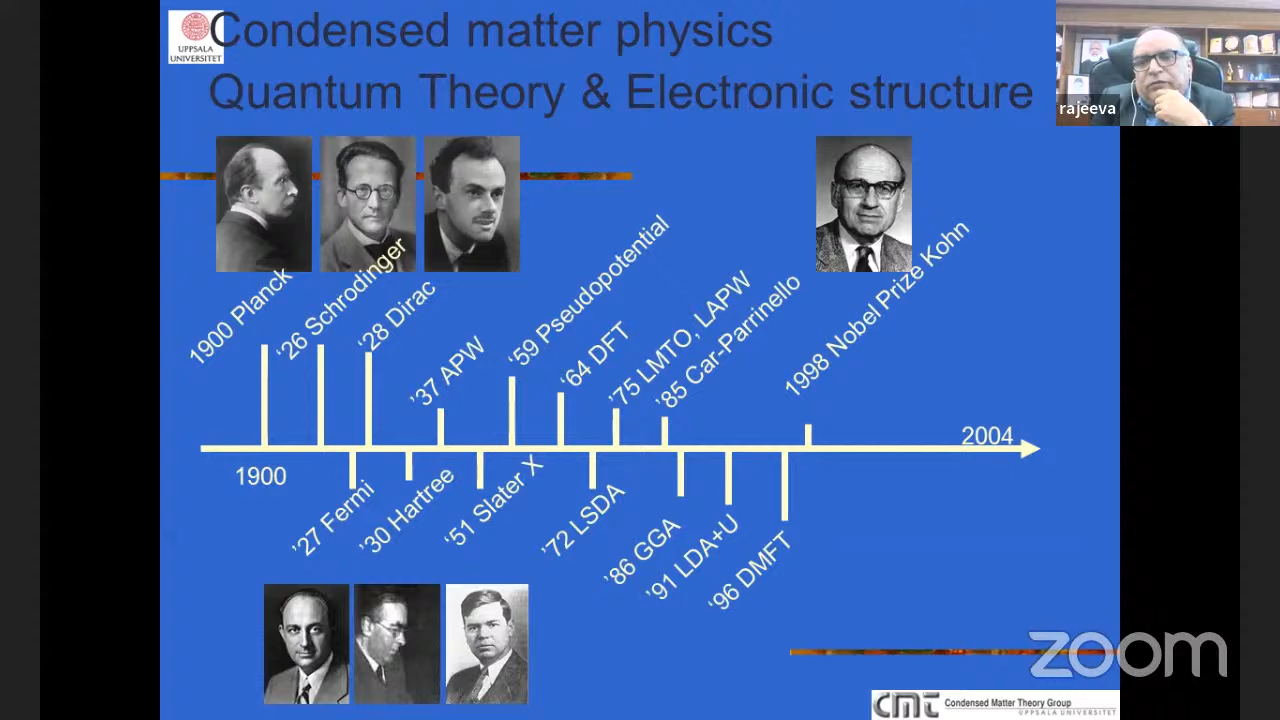 Condensed matter physics
Quantum Theory & Electronic structure
UPPSALA
UNIVERSITET
rajeeva
1900 Planck
‘26 Schrodinger
‘28 Dirac
’37 APW
‘59 Pseudopotential
‘64 DFT
’75 LMTO, LAPW
’85 Car-Parrinello
1998 Nobel Prize Kohn
1900
2004
’27 Fermi
’30 Hartree
‘51 Slater X
’72 LSDA
’86 GGA
’91 LDA+U
‘96 DMFT
zoom
CMT
Condensed Matter Theory Group
UPPSALA UNIVERSITET